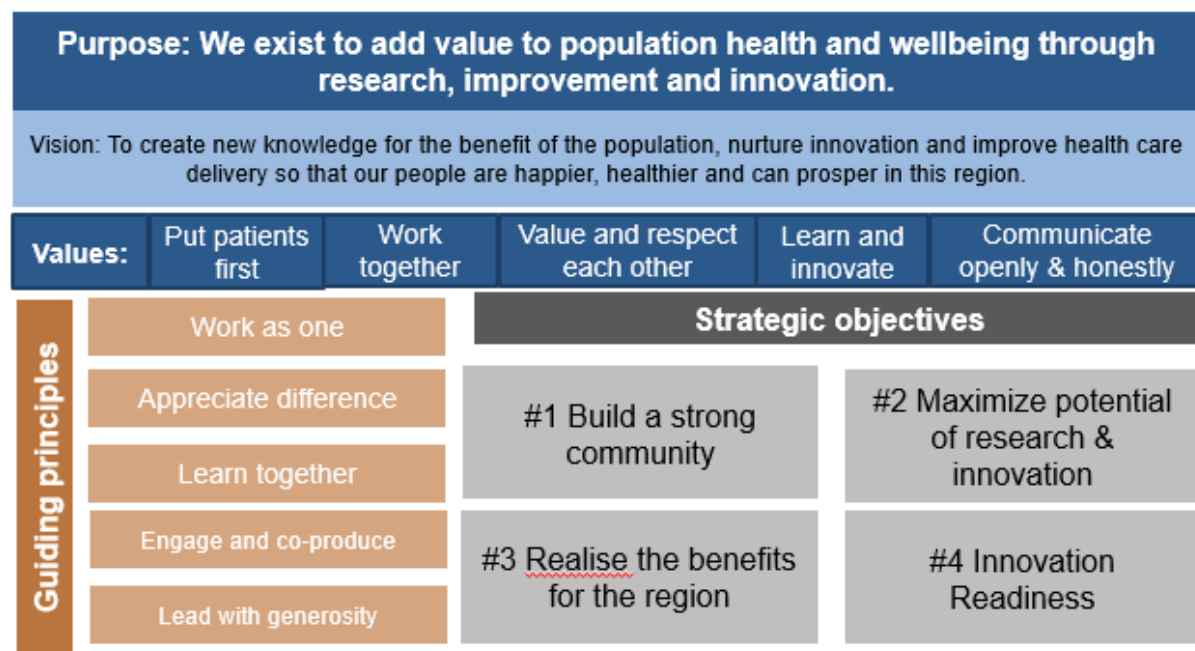 Purpose: We exist to add value to population health and wellbeing through
research, improvement and innovation.
Vision: To create new knowledge for the benefit of the population, nurture innovation and improve health care
delivery so that our people are happier, healthier and can prosper in this region.
Values:
Put patients
first
Work
together
Value and respect
each other
Learn and
innovate
Communicate
openly & honestly
Guiding principles
Work as one
Appreciate difference
Learn together
Engage and co-produce
Lead with generosity
Strategic objectives
#1 Build a strong
community
#2 Maximize potential
of research &
innovation
#3 Realise the benefits
for the region
#4 Innovation
Readiness